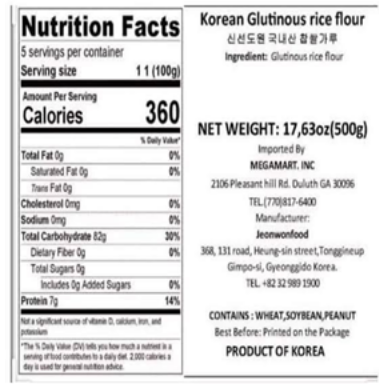 Nutrition Facts
5 servings per container
Serving size 1 1 (100g)
Amount Per Serving
Calories 360
% Daily Value*
Total Fat 0g 0%
Saturated Fat 0g 0%
Trans Fat 0g
Cholesterol 0mg 0%
Sodium 0mg 0%
Total Carbohydrate 82g 30%
Dietary Fiber 0g 0%
Total Sugars 0g
Includes 0g Added Sugars 0%
Protein 7g 14%
Not a significant source of vitamin D, calcium, iron, and
potassium
*The % Daily Value (DV) tells you how much a nutrient in a
serving of food contributes to a daily diet. 2,000 calories a
day is used for general nutrition advice.
Korean Glutinous rice flour
신선도원 국내산 찹쌀가루
Ingredient: Glutinous rice flour
NET WEIGHT: 17,63oz(500g)
Imported By
MEGAMART. INC
2106 Pleasant hill Rd. Duluth GA 30096
TEL.(770)817-6400
Manufacturer:
Jeonwonfood
368, 131 road, Heung-sin street,Tonggineup
Gimpo-si, Gyeonggido Korea.
TEL. +82 32 989 1900
CONTAINS : WHEAT,SOYBEAN,PEANUT
Best Before: Printed on the Package
PRODUCT OF KOREA